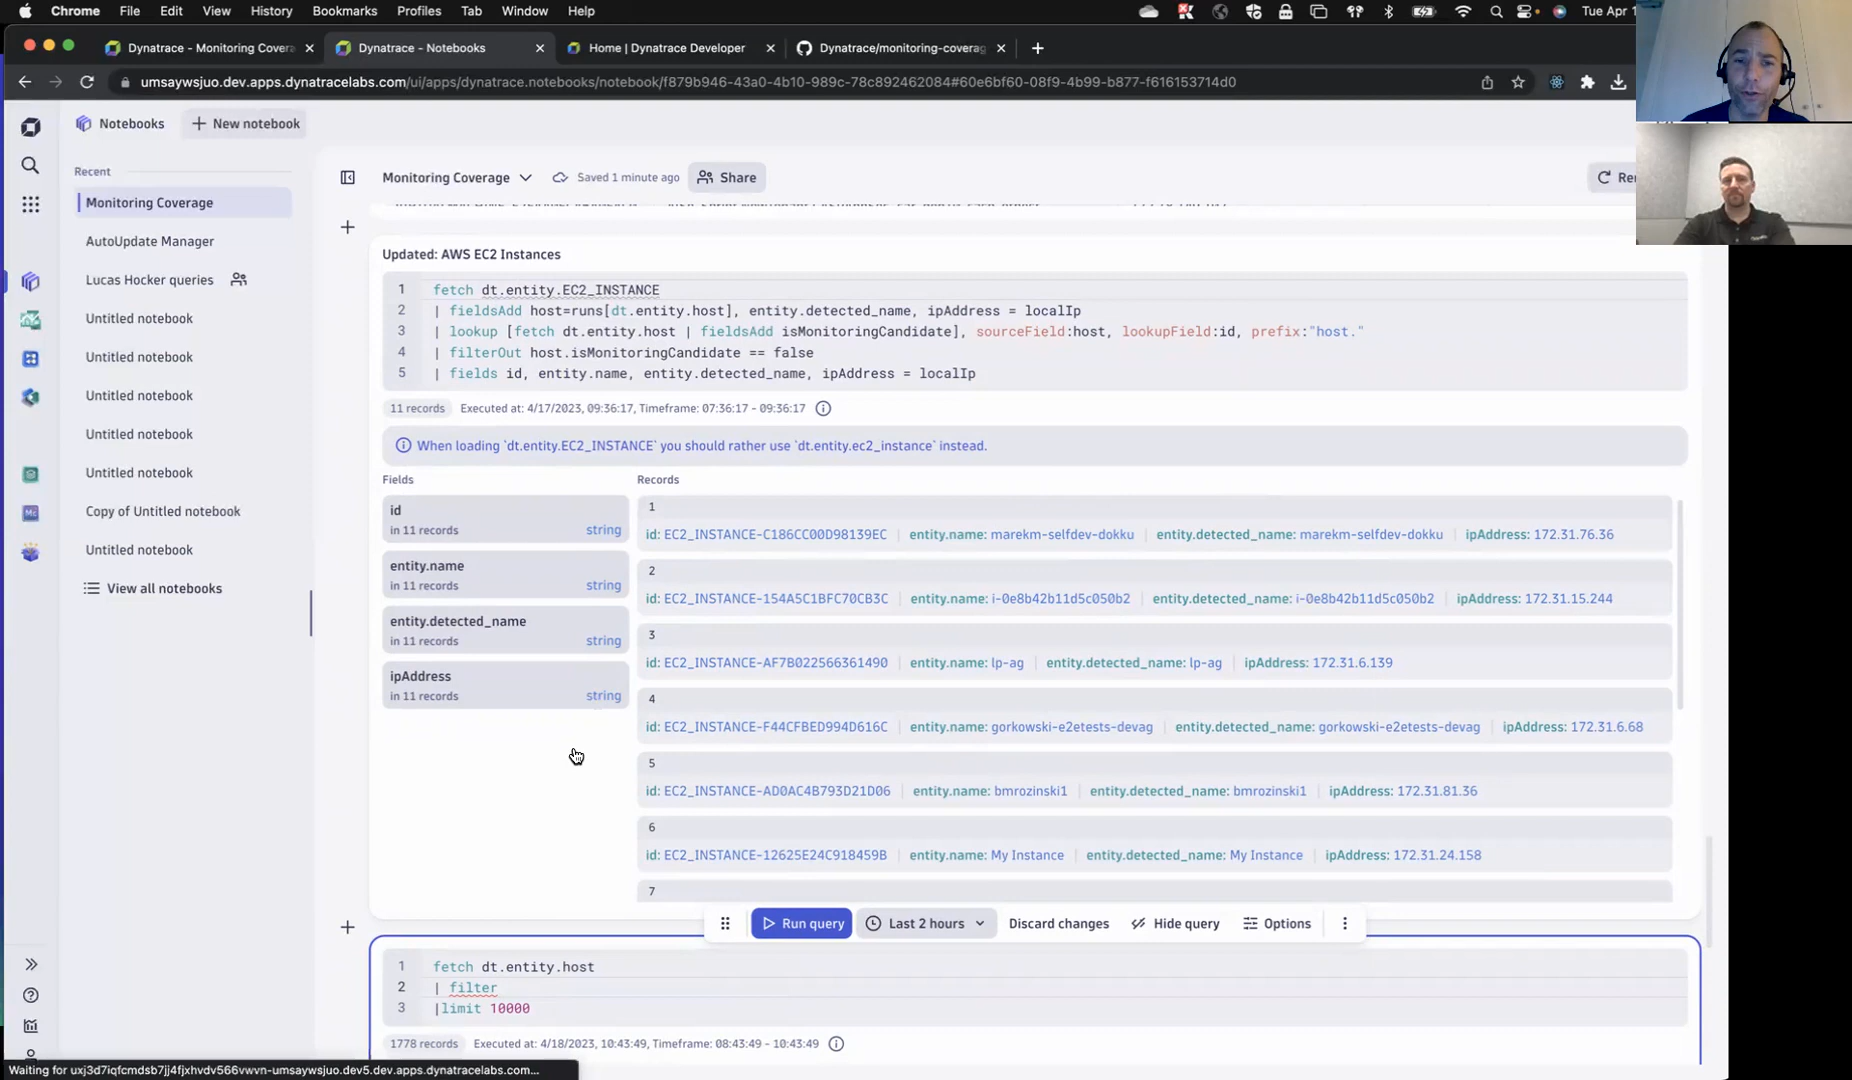 Chrome File Edit View History Bookmarks Profiles Tab Window Help Tue Apr 1
Dynatrace - Monitoring Covera Dynatrace - Notebooks Home | Dynatrace Developer Dynatrace/monitoring-coverag
umsaywsjuo.dev.apps.dynatracelabs.com/ui/apps/dynatrace.notebooks/notebook/f879b946-43a0-4b10-989c-78c892462084#60e6bf60-08f9-4b99-b877-f616153714d0
Notebooks + New notebook
Recent
Monitoring Coverage
AutoUpdate Manager
Lucas Hocker queries
Untitled notebook
Untitled notebook
Untitled notebook
Untitled notebook
Untitled notebook
Copy of Untitled notebook
Untitled notebook
View all notebooks
Monitoring Coverage Saved 1 minute ago Share Rer
Updated: AWS EC2 Instances
1 fetch dt.entity.EC2_INSTANCE
2 | fieldsAdd host=runs[dt.entity.host], entity.detected_name, ipAddress = localIp
3 | lookup [fetch dt.entity.host | fieldsAdd isMonitoringCandidate], sourceField:host, lookupField:id, prefix:"host."
4 | filterOut host.isMonitoringCandidate == false
5 | fields id, entity.name, entity.detected_name, ipAddress = localIp
11 records Executed at: 4/17/2023, 09:36:17, Timeframe: 07:36:17 - 09:36:17
When loading `dt.entity.EC2_INSTANCE` you should rather use `dt.entity.ec2_instance` instead.
Fields
id
in 11 records string
entity.name
in 11 records string
entity.detected_name
in 11 records string
ipAddress
in 11 records string
Records
1
id: EC2_INSTANCE-C186CC00D98139EC | entity.name: marekm-selfdev-dokku | entity.detected_name: marekm-selfdev-dokku | ipAddress: 172.31.76.36
2
id: EC2_INSTANCE-154A5C1BFC70CB3C | entity.name: i-0e8b42b11d5c050b2 | entity.detected_name: i-0e8b42b11d5c050b2 | ipAddress: 172.31.15.244
3
id: EC2_INSTANCE-AF7B022566361490 | entity.name: lp-ag | entity.detected_name: lp-ag | ipAddress: 172.31.6.139
4
id: EC2_INSTANCE-F44CFBED994D616C | entity.name: gorkowski-e2etests-devag | entity.detected_name: gorkowski-e2etests-devag | ipAddress: 172.31.6.68
5
id: EC2_INSTANCE-AD0AC4B793D21D06 | entity.name: bmrozinski1 | entity.detected_name: bmrozinski1 | ipAddress: 172.31.81.36
6
id: EC2_INSTANCE-12625E24C918459B | entity.name: My Instance | entity.detected_name: My Instance | ipAddress: 172.31.24.158
7
Run query Last 2 hours Discard changes Hide query Options
1 fetch dt.entity.host
2 | filter
3 |limit 10000
1778 records Executed at: 4/18/2023, 10:43:49, Timeframe: 08:43:49 - 10:43:49
Waiting for uxj3d7iqfcmdsb7jj4fjxhvdv566vwvn-umsaywsjuo.dev5.dev.apps.dynatracelabs.com...